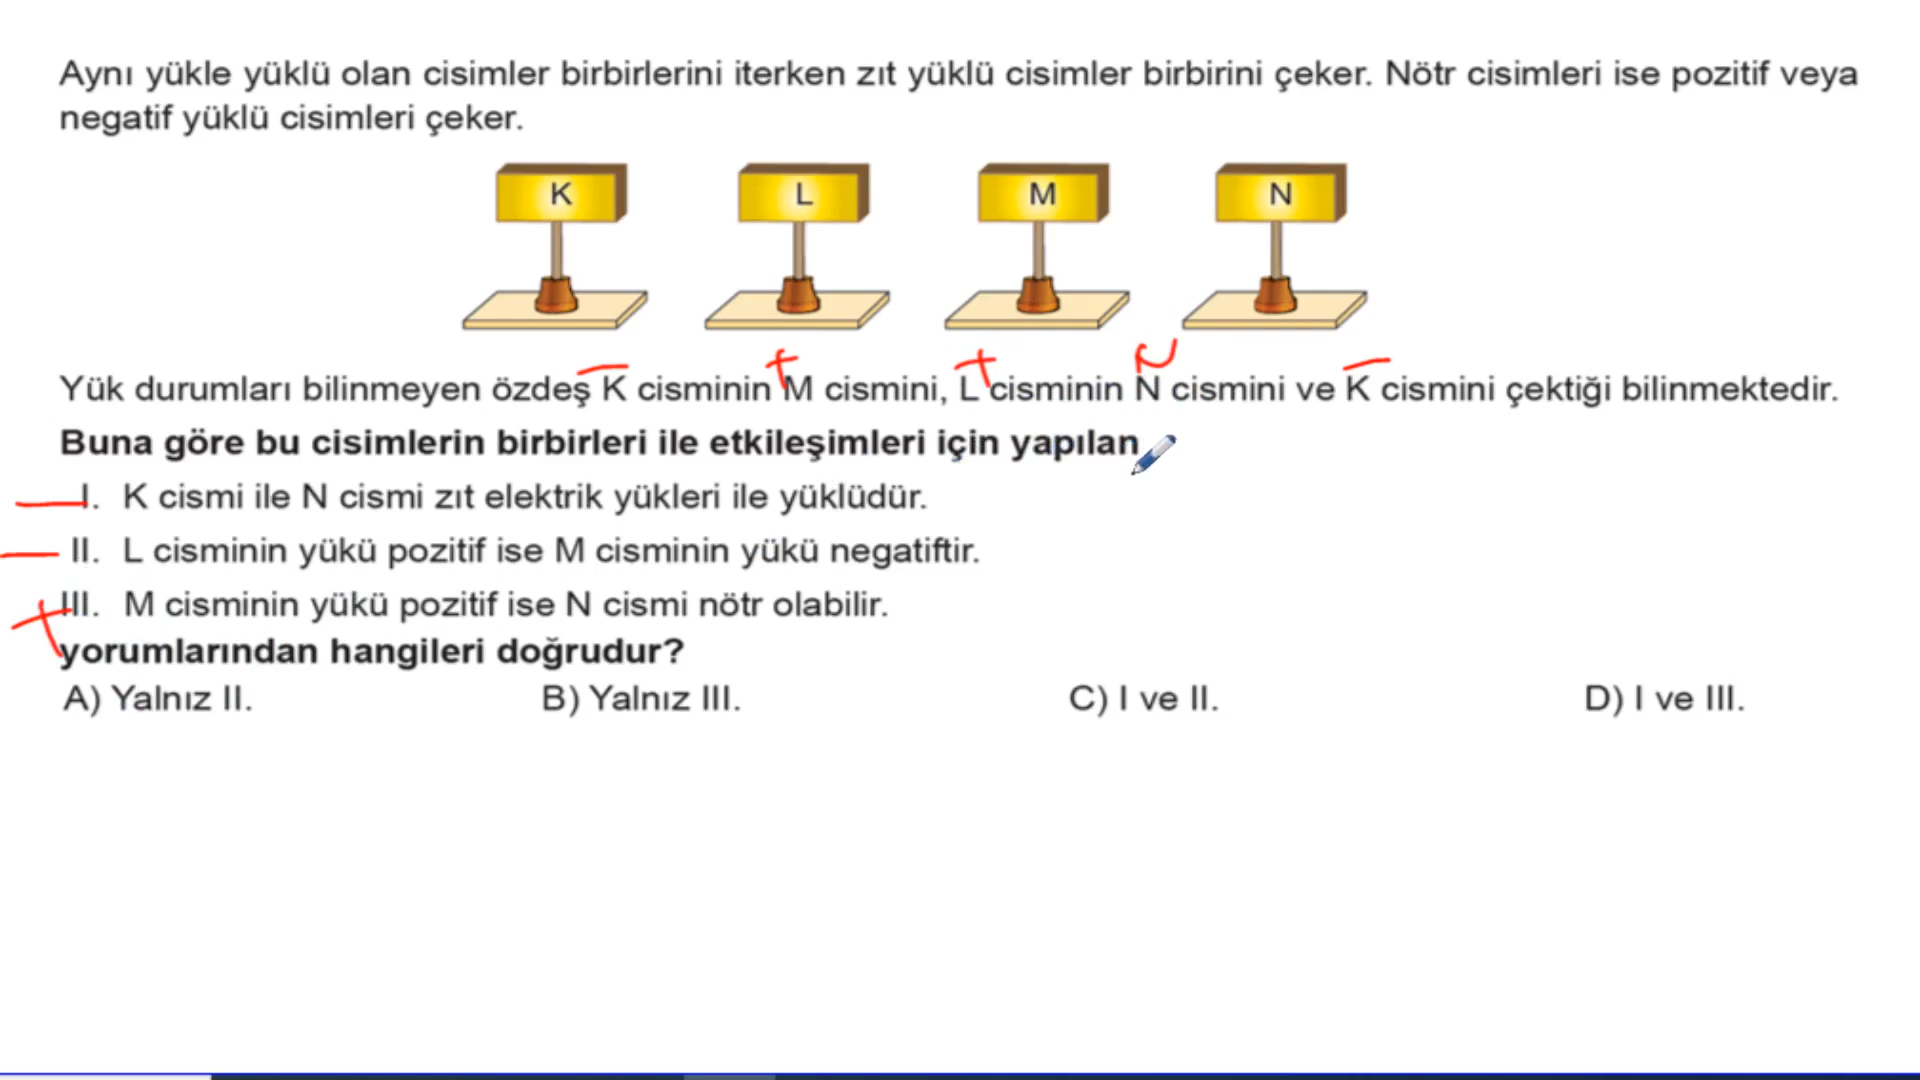 Aynı yükle yüklü olan cisimler birbirlerini iterken zıt yüklü cisimler birbirini çeker. Nötr cisimleri ise pozitif veya
negatif yüklü cisimleri çeker.
K L M N
− + + N −
Yük durumları bilinmeyen özdeş K cisminin M cismini, L cisminin N cismini ve K cismini çektiği bilinmektedir.
Buna göre bu cisimlerin birbirleri ile etkileşimleri için yapılan
I. K cismi ile N cismi zıt elektrik yükleri ile yüklüdür.
II. L cisminin yükü pozitif ise M cisminin yükü negatiftir.
III. M cisminin yükü pozitif ise N cismi nötr olabilir.
yorumlarından hangileri doğrudur?
A) Yalnız II. B) Yalnız III. C) I ve II. D) I ve III.